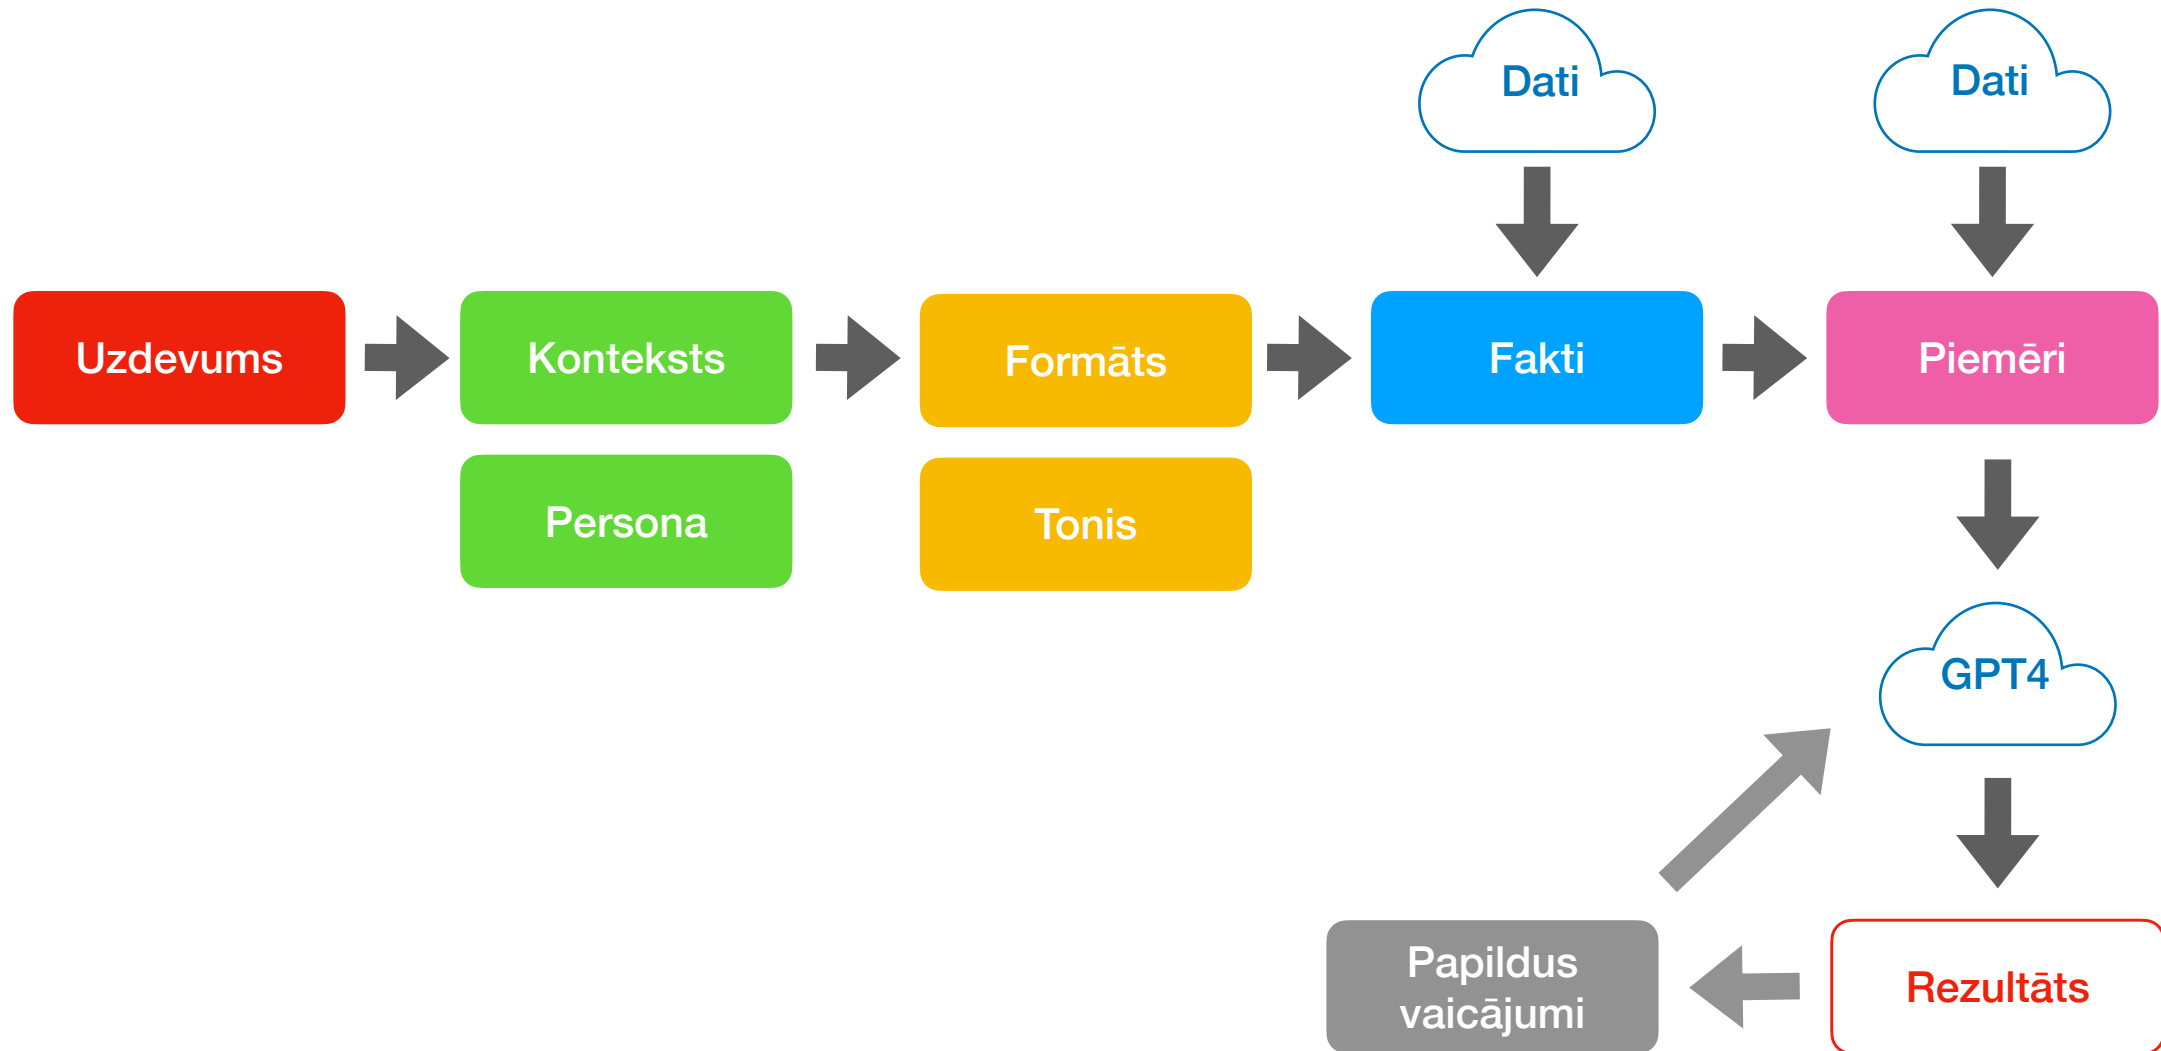 Dati
Dati
Uzdevums
Konteksts
Formāts
Fakti
Piemēri
Persona
Tonis
GPT4
Papildus
vaicājumi
Rezultāts